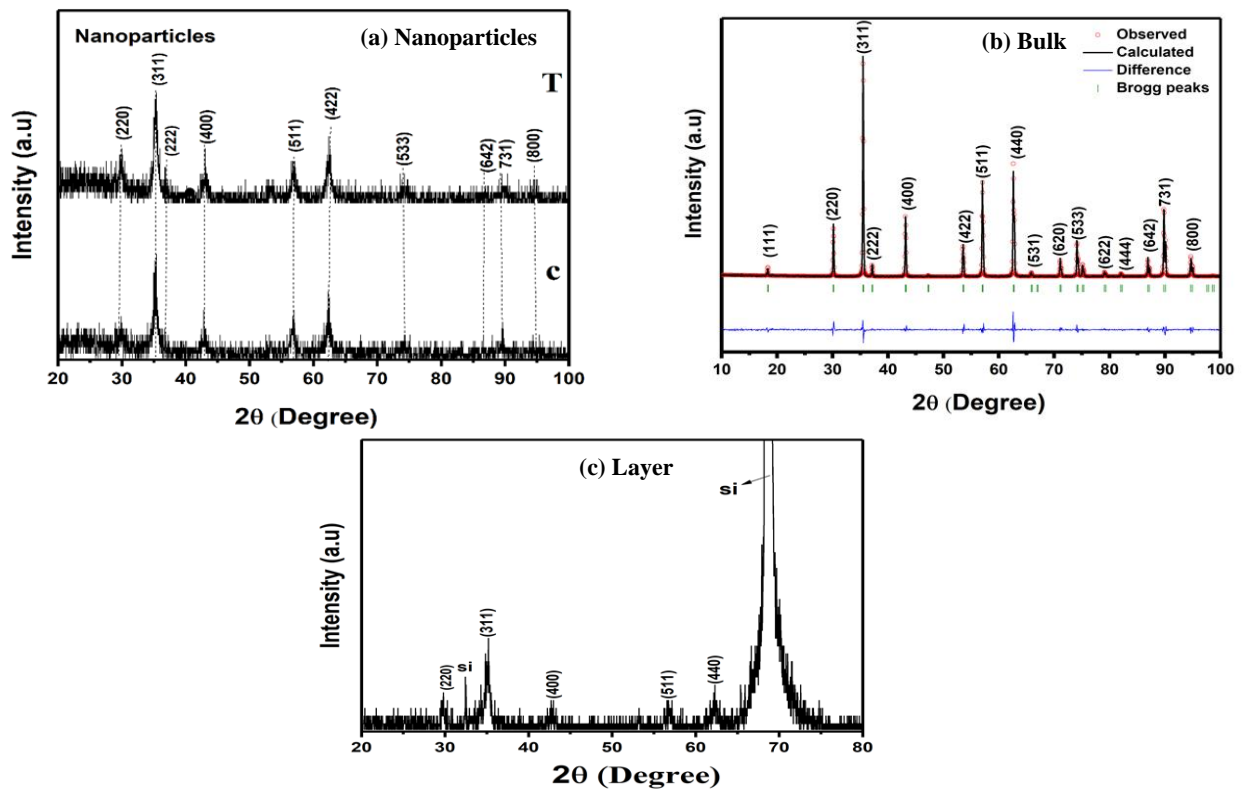 Nanoparticles
(a) Nanoparticles
T
(220)
(311)
(222)
(400)
(511)
(422)
(533)
(642)
731)
(800)
c
Intensity (a.u)
20 30 40 50 60 70 80 90 100
2θ (Degree)
(b) Bulk
Observed
Calculated
Difference
Brogg peaks
(111)
(220)
(311)
(222)
(400)
(422)
(511)
(440)
(531)
(620)
(533)
(622)
(444)
(642)
731)
(800)
Intensity (a.u)
10 20 30 40 50 60 70 80 90 100
2θ (Degree)
(c) Layer
si
(220)
si
(311)
(400)
(511)
(440)
Intensity (a.u)
20 30 40 50 60 70 80
2θ (Degree)